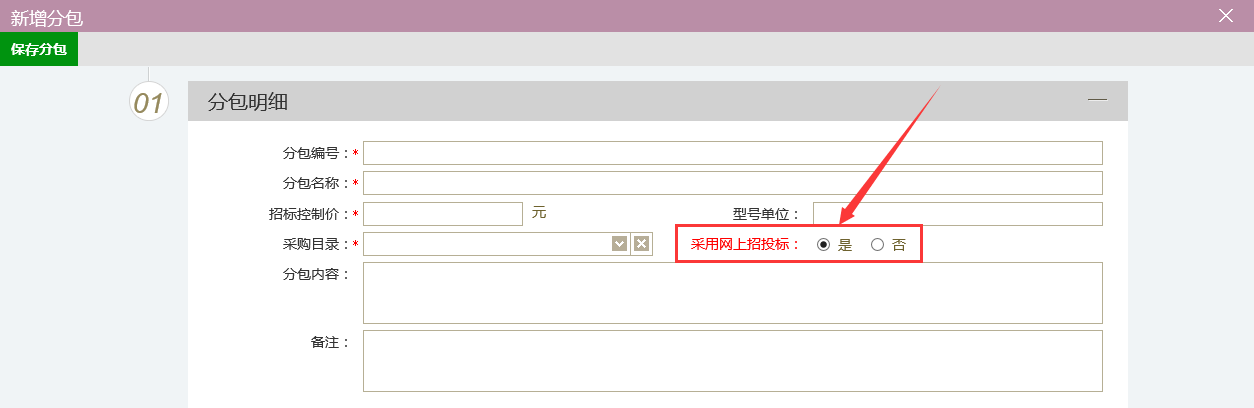 新增分包
保存分包
01
分包明细
分包编号：*
分包名称：*
招标控制价：* 元 型号单位：
采购目录：* 采用网上招投标： 是 否
分包内容：
备注：